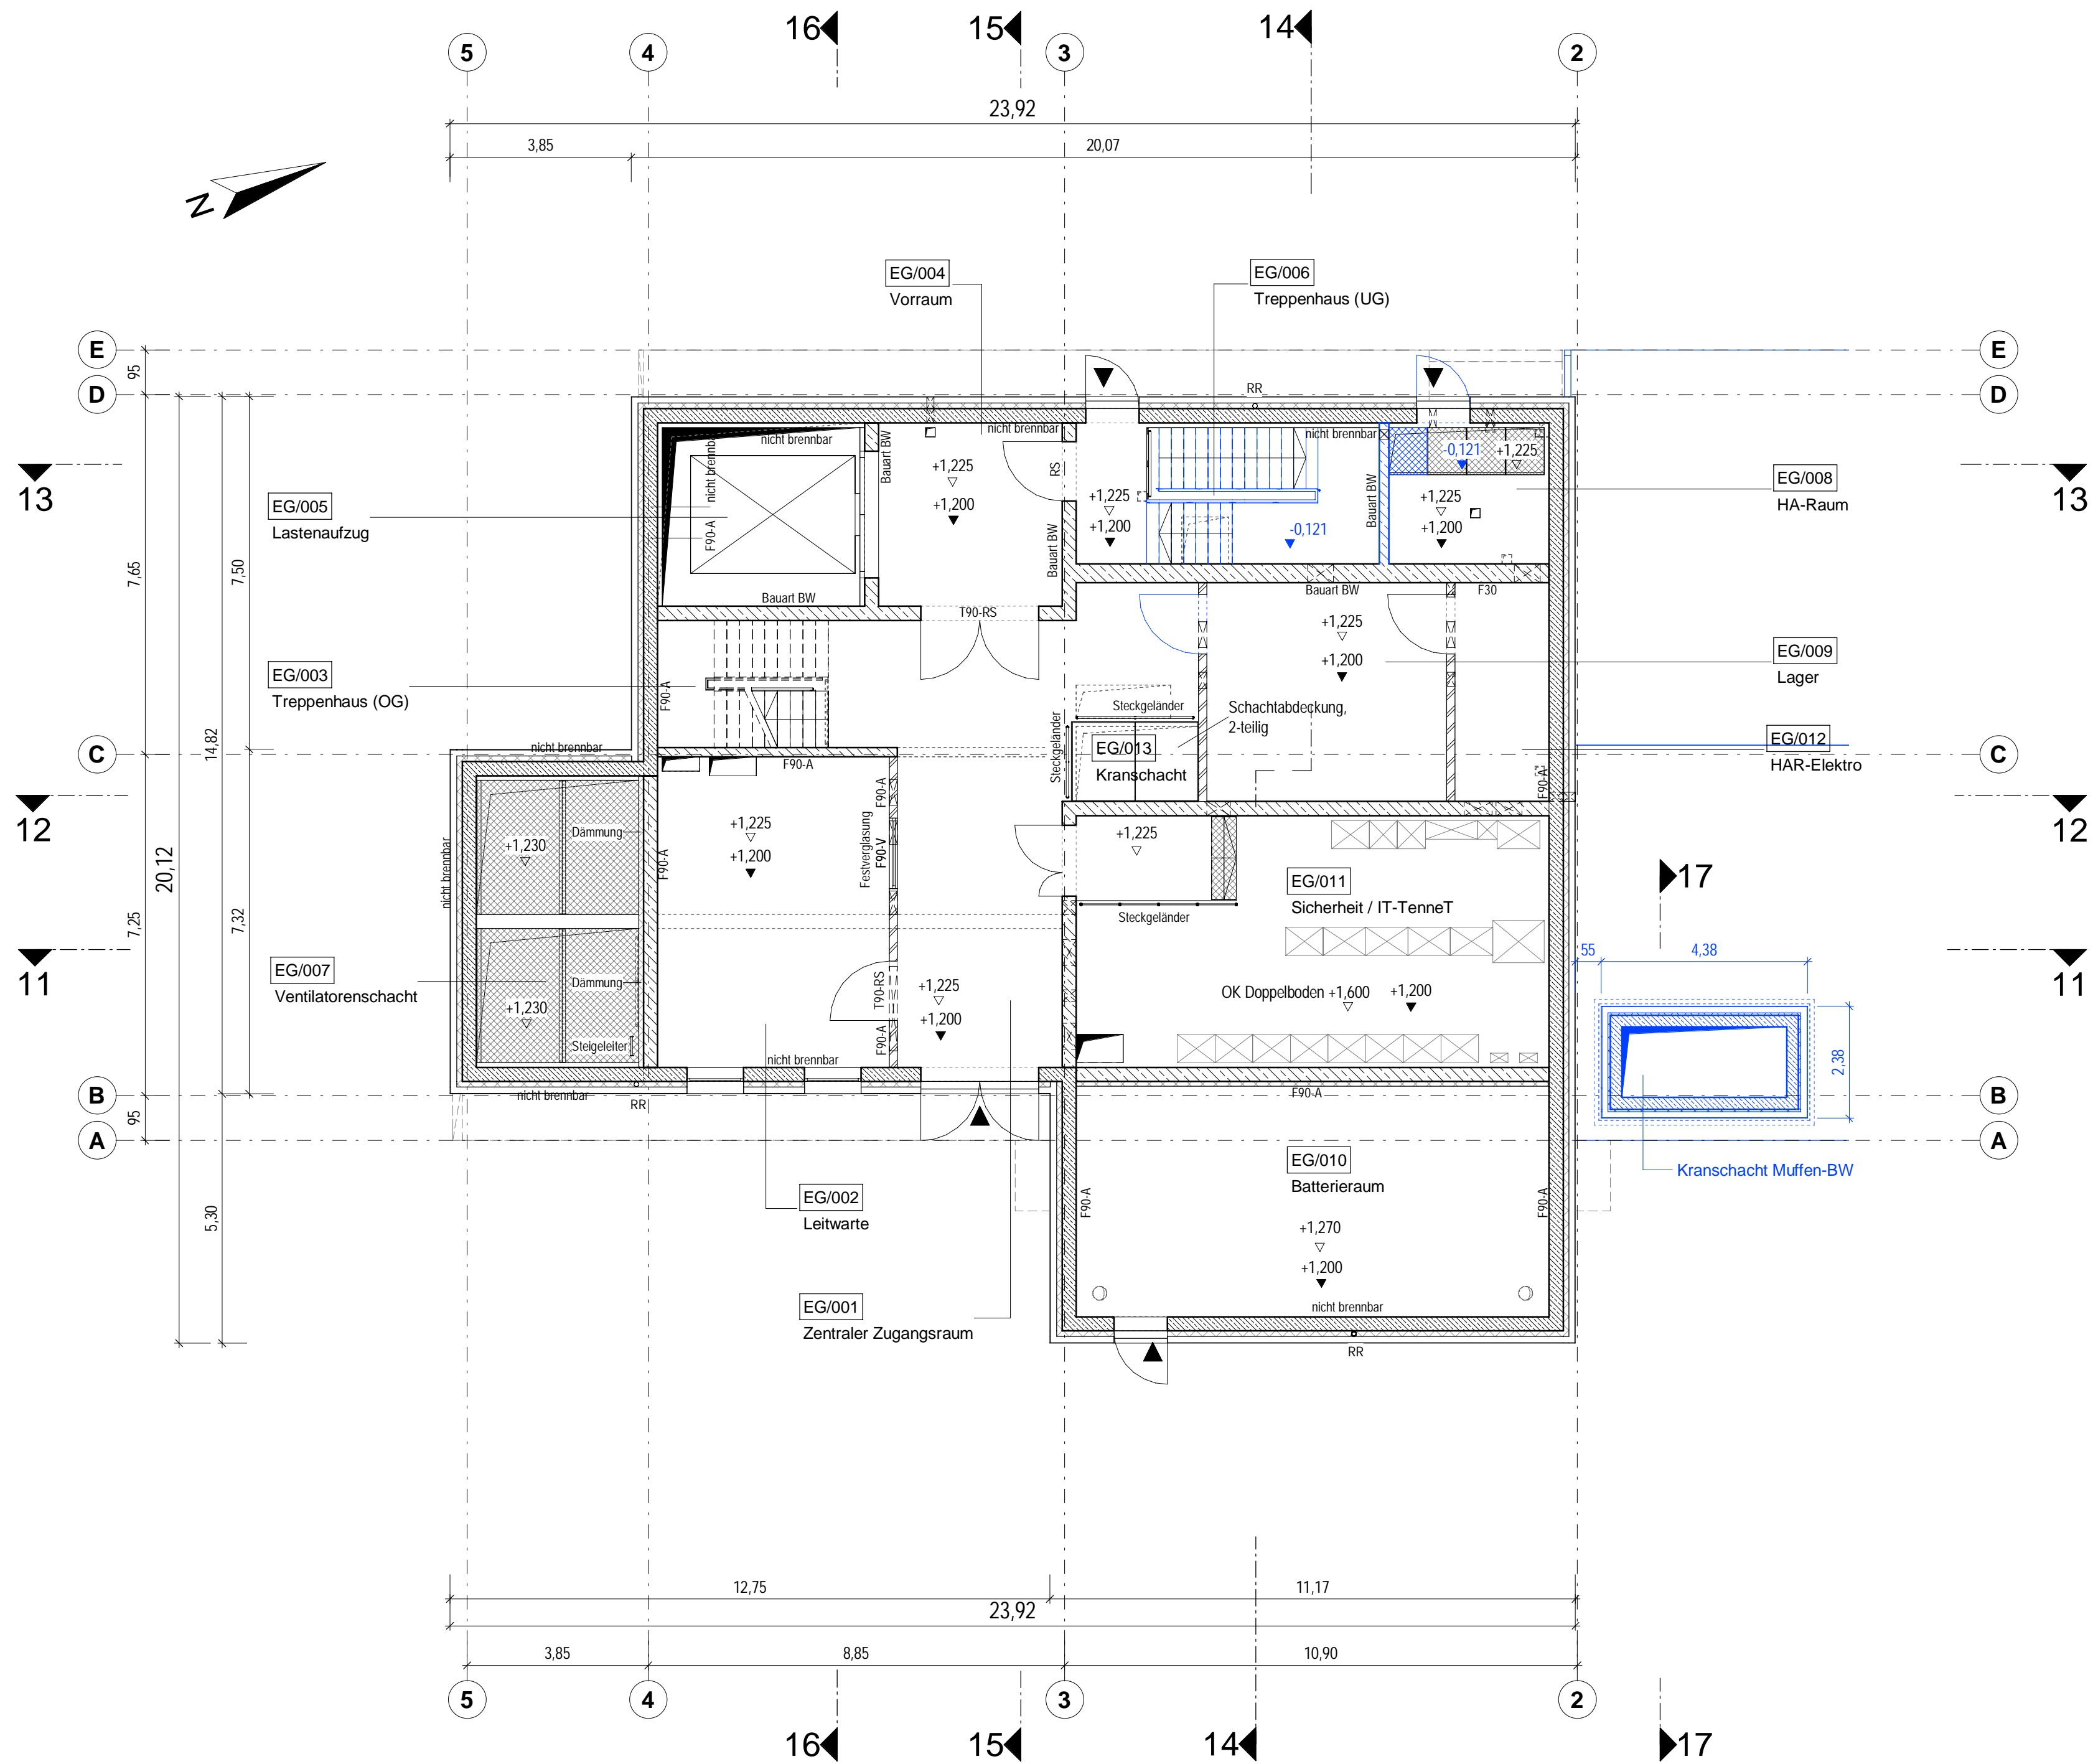 16
15
14
5
4
3
2
23,92
3,85
20,07
N
EG/004
Vorraum
EG/006
Treppenhaus (UG)
E
E
95
D
D
RR
nicht brennbar
nicht brennbar
nicht brennbar
nicht brennbar
Bauart BW
F90-A
RS
+1,225
+1,200
+1,225
+1,200
-0,121
-0,121
+1,225
+1,225
+1,200
Bauart BW
Bauart BW
13
13
EG/005
Lastenaufzug
EG/008
HA-Raum
7,65
7,50
Bauart BW
T90-RS
Bauart BW
F30
+1,225
+1,200
EG/003
Treppenhaus (OG)
F90-A
EG/009
Lager
Steckgeländer
Steckgeländer
Schachtabdeckung,
2-teilig
EG/013
Kranschacht
EG/012
HAR-Elektro
14,82
nicht brennbar
C
C
F90-A
F90-A
F90-A
12
12
20,12
Dämmung
+1,230
nicht brennbar
F90-A
+1,225
+1,200
Festverglasung
F90-V
+1,225
EG/011
Sicherheit / IT-TenneT
Steckgeländer
17
7,25
7,32
11
11
55
4,38
2,38
EG/007
Ventilatorenschacht
Dämmung
+1,230
Steigeleiter
T90-RS
F90-A
+1,225
+1,200
OK Doppelboden +1,600
+1,200
nicht brennbar
nicht brennbar
RR
F90-A
B
B
95
A
A
Kranschacht Muffen-BW
EG/010
Batterieraum
F90-A
F90-A
+1,270
+1,200
nicht brennbar
RR
5,30
EG/002
Leitwarte
EG/001
Zentraler Zugangsraum
12,75
11,17
23,92
3,85
8,85
10,90
5
4
3
2
16
15
14
17